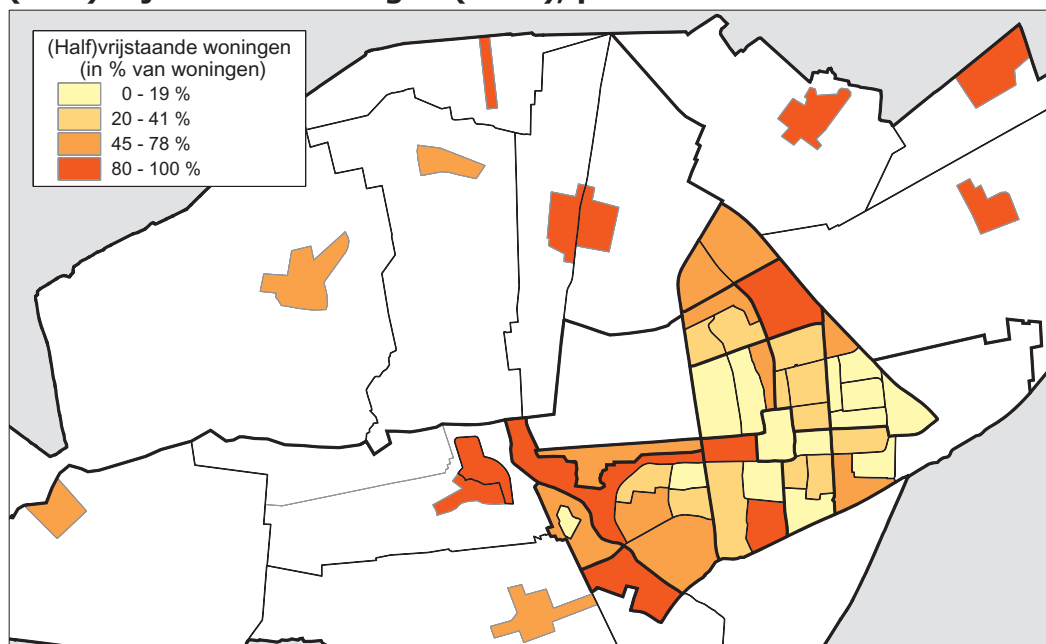 (Half)vrijstaande woningen
(in % van woningen)
0 - 19 %
20 - 41 %
45 - 78 %
80 - 100 %